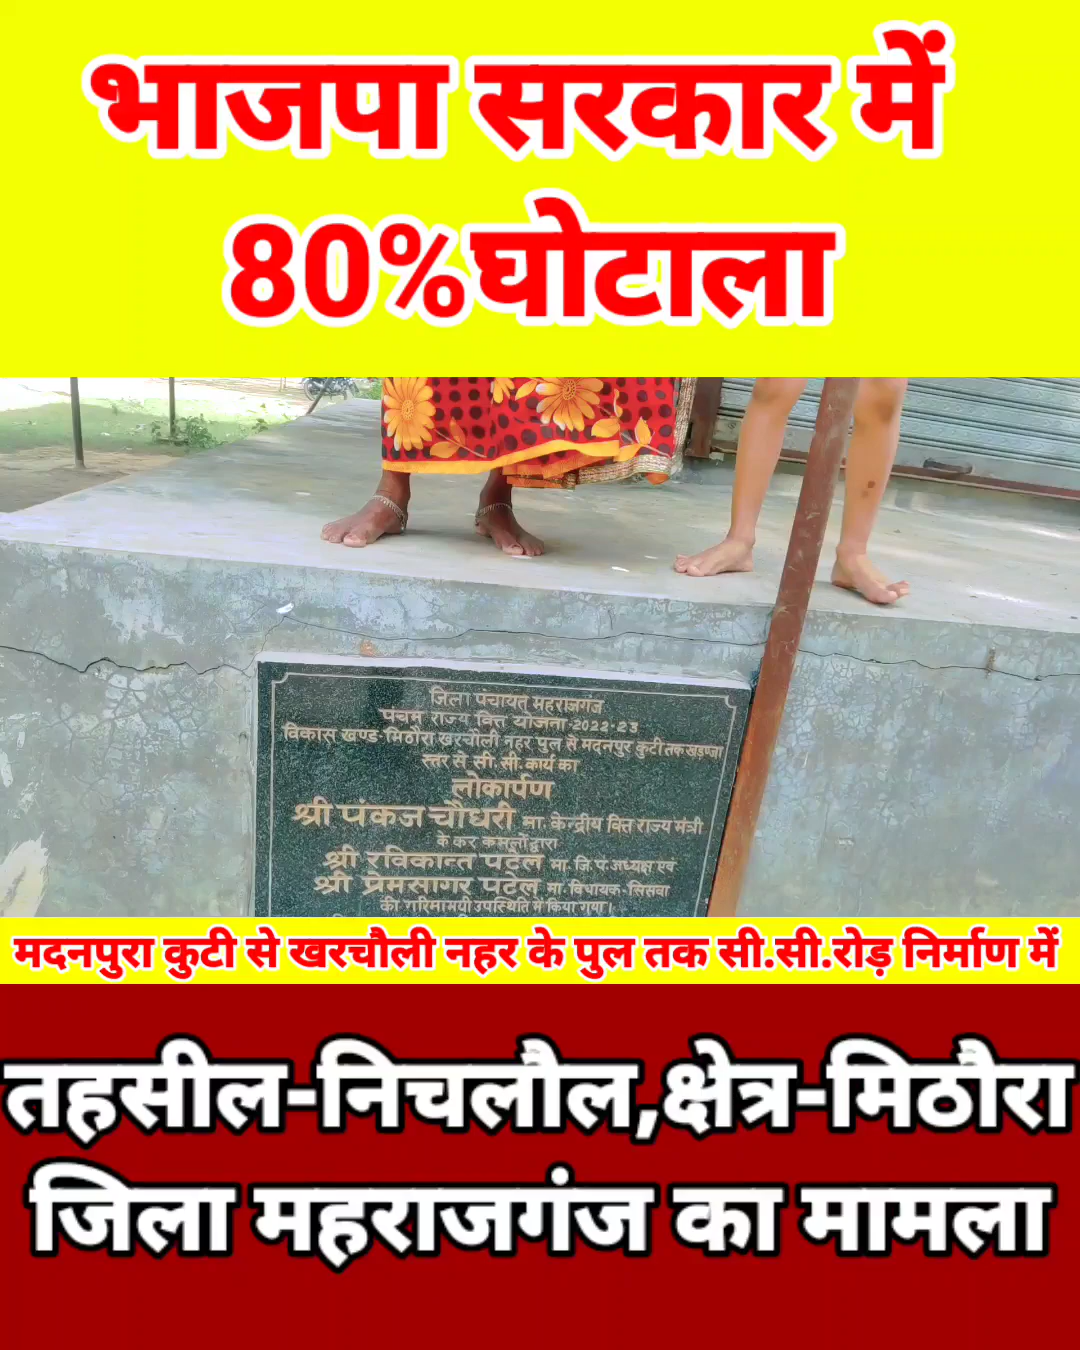 भाजपा सरकार में
80%घोटाला
जिला पंचायत महराजगंज
पंचम राज्य वित्त योजना-2022-23
विकास खण्ड-मिठौरा खरचौली नहर पुल से मदनपुर कुटी तक खड़ण्जा
स्तर से सी.सी.कार्य का
लोकार्पण
श्री पंकज चौधरी मा. केन्द्रीय वित्त राज्य मंत्री
के कर कमलों द्वारा
श्री रविकान्त पटेल मा. जि.पं.अध्यक्ष एवं
श्री प्रेमसागर पटेल मा. विधायक-सिसवा
की गरिमामयी उपस्थिति में किया गया।
मदनपुरा कुटी से खरचौली नहर के पुल तक सी.सी.रोड़ निर्माण में
तहसील-निचलौल,क्षेत्र-मिठौरा
जिला महराजगंज का मामला